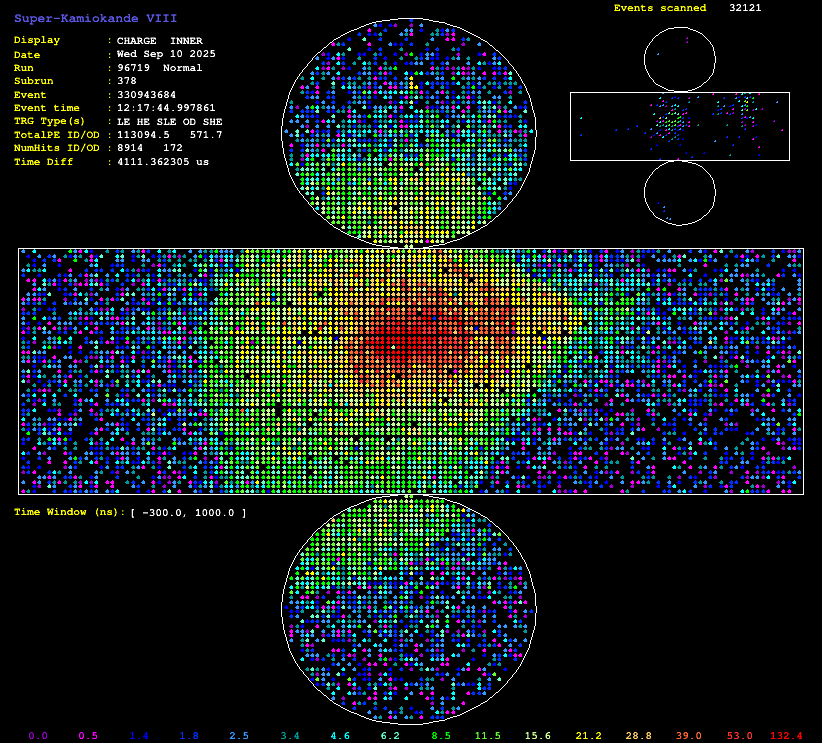 Super-Kamiokande VIII
Events scanned 32121
Display : CHARGE INNER
Date : Wed Sep 10 2025
Run : 96719 Normal
Subrun : 378
Event : 330943684
Event time : 12:17:44.997861
TRG Type(s) : LE HE SLE OD SHE
TotalPE ID/OD : 113094.5 571.7
NumHits ID/OD : 8914 172
Time Diff : 4111.362305 us
Time Window (ns): [ -300.0, 1000.0 ]
0.0 0.5 1.4 1.8 2.5 3.4 4.6 6.2 8.5 11.5 15.6 21.2 28.8 39.0 53.0 132.4